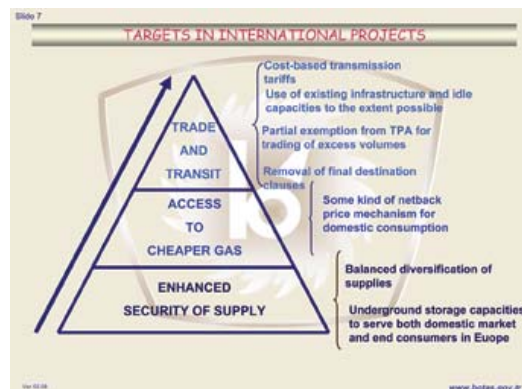 Slide 7
TARGETS IN INTERNATIONAL PROJECTS
Cost-based transmission
tariffs
Use of existing infrastructure and idle
capacities to the extent possible
Partial exemption from TPA for
trading of excess volumes
Removal of final destination
clauses
TRADE
AND
TRANSIT
Some kind of netback
price mechanism for
domestic consumption
ACCESS
TO
CHEAPER GAS
Balanced diversification of
supplies
Underground storage capacities
to serve both domestic market
and end consumers in Euope
ENHANCED
SECURITY OF SUPPLY
www.botas.gov.tr